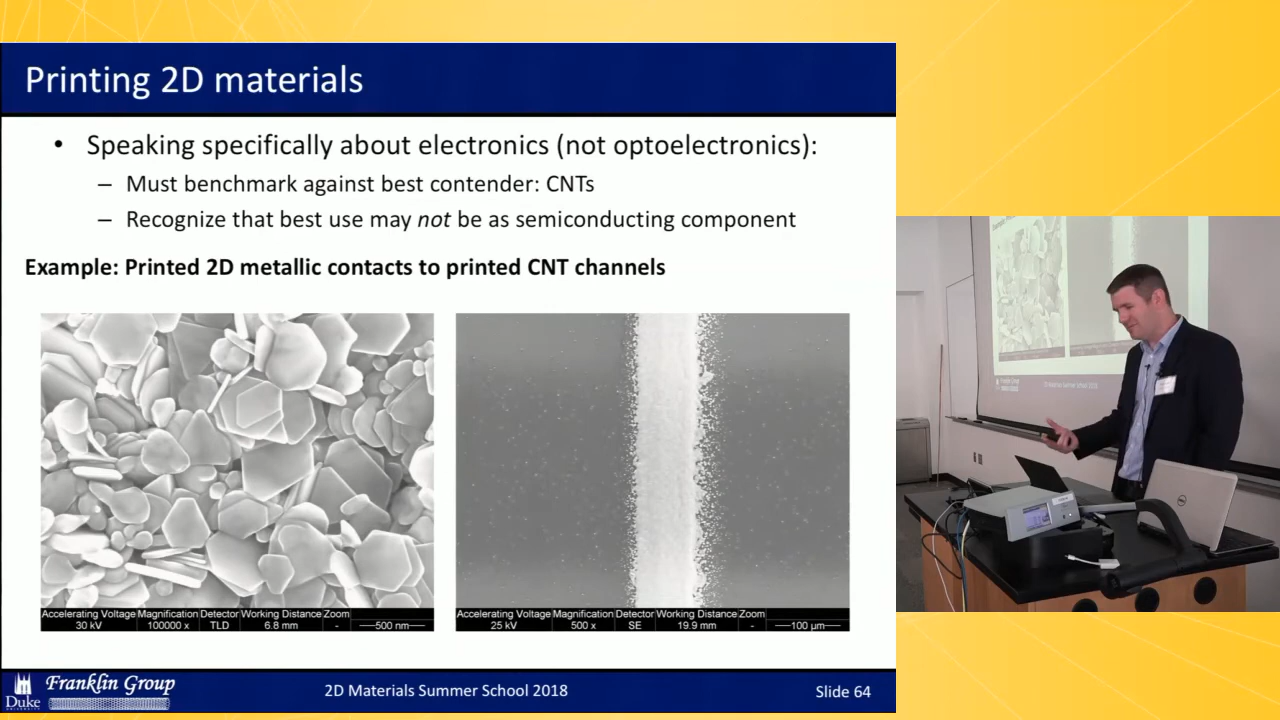 Printing 2D materials
• Speaking specifically about electronics (not optoelectronics):
– Must benchmark against best contender: CNTs
– Recognize that best use may not be as semiconducting component
Example: Printed 2D metallic contacts to printed CNT channels
Accelerating Voltage Magnification Detector Working Distance Zoom
30 kV 100000 x TLD 6.8 mm - 500 nm
Accelerating Voltage Magnification Detector Working Distance Zoom
25 kV 500 x SE 19.9 mm - 100 µm
Duke
Franklin Group
2D Materials Summer School 2018
Slide 64
DELL